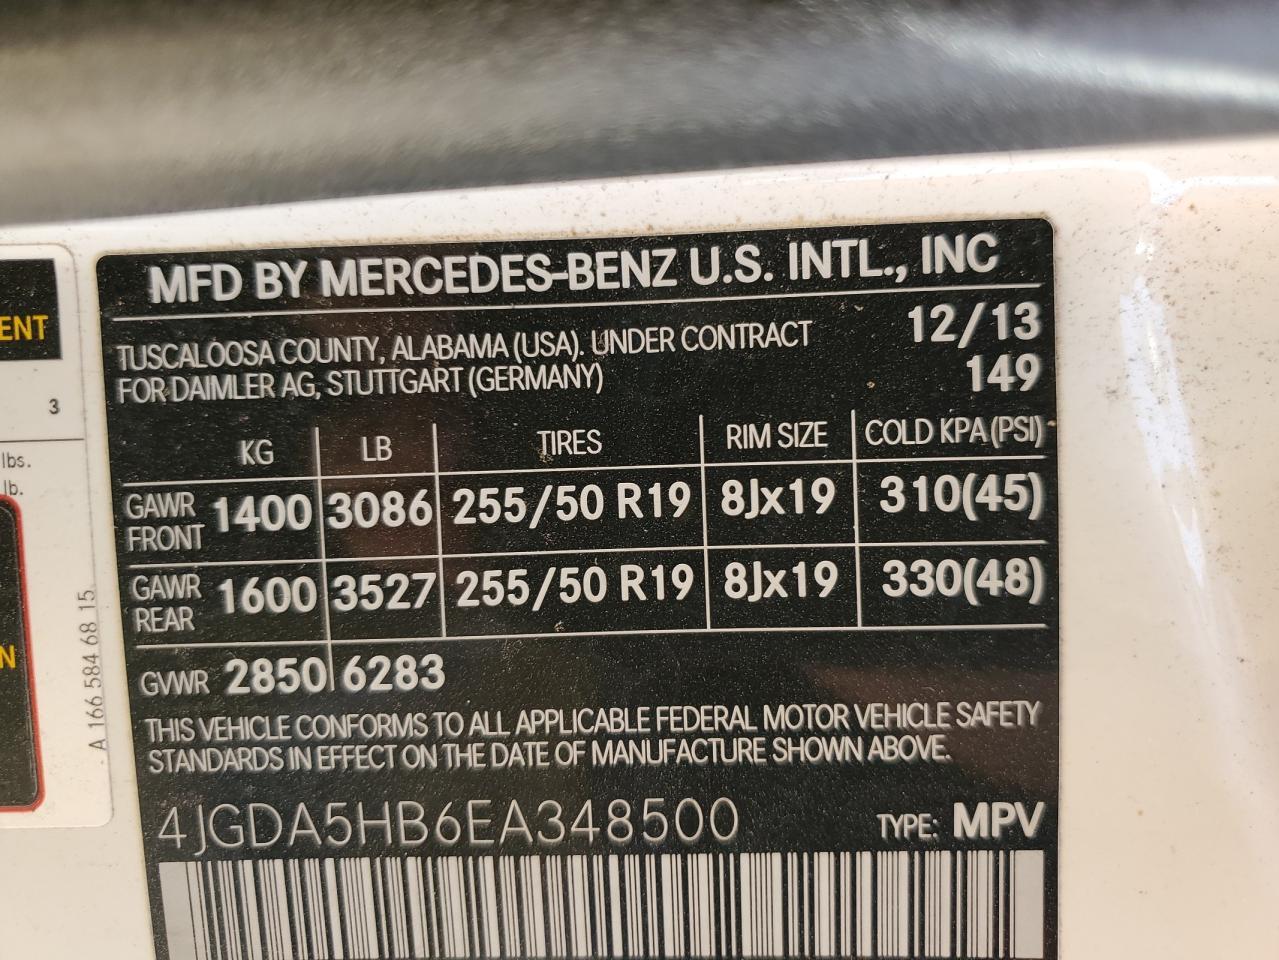 MFD BY MERCEDES-BENZ U.S. INTL., INC
TUSCALOOSA COUNTY, ALABAMA (USA). UNDER CONTRACT
FOR DAIMLER AG, STUTTGART (GERMANY)
12/13
149
KG LB TIRES RIM SIZE COLD KPA (PSI)
GAWR FRONT 1400 3086 255/50 R19 8Jx19 310(45)
GAWR REAR 1600 3527 255/50 R19 8Jx19 330(48)
GVWR 2850 6283
THIS VEHICLE CONFORMS TO ALL APPLICABLE FEDERAL MOTOR VEHICLE SAFETY
STANDARDS IN EFFECT ON THE DATE OF MANUFACTURE SHOWN ABOVE.
4JGDA5HB6EA348500 TYPE: MPV
ENT
3
lbs.
lb.
N
A 166 584 68 15